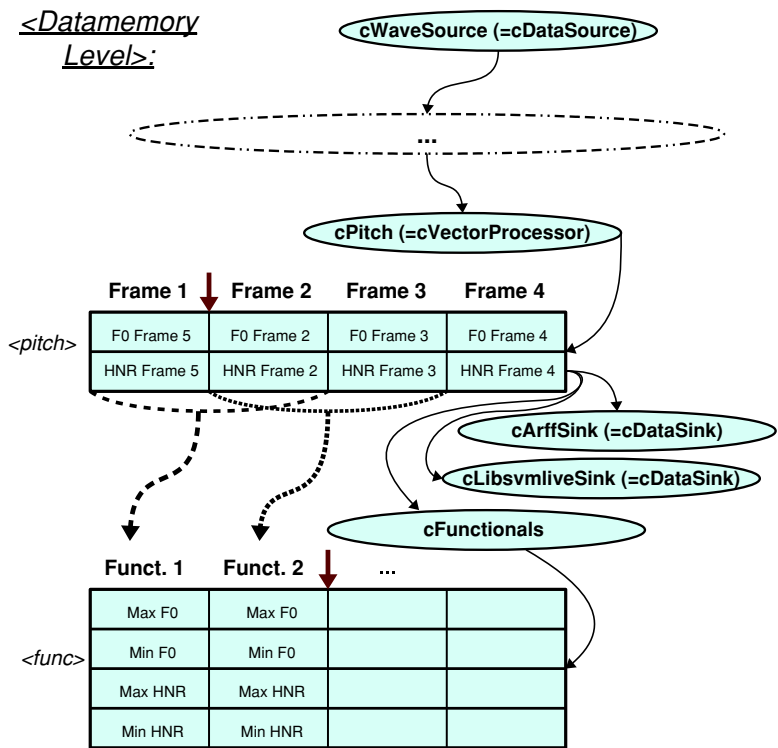 <Datamemory
Level>:
cWaveSource (=cDataSource)
...
cPitch (=cVectorProcessor)
Frame 1 Frame 2 Frame 3 Frame 4
<pitch>
F0 Frame 5 F0 Frame 2 F0 Frame 3 F0 Frame 4
HNR Frame 5 HNR Frame 2 HNR Frame 3 HNR Frame 4
cArffSink (=cDataSink)
cLibsvmliveSink (=cDataSink)
cFunctionals
Funct. 1 Funct. 2 ...
<func>
Max F0 Max F0
Min F0 Min F0
Max HNR Max HNR
Min HNR Min HNR